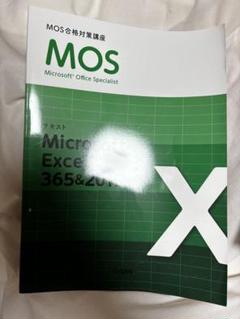 MOS合格対策講座
MOS
Microsoft® Office Specialist
テキスト
Micro
Exce
365&20
X